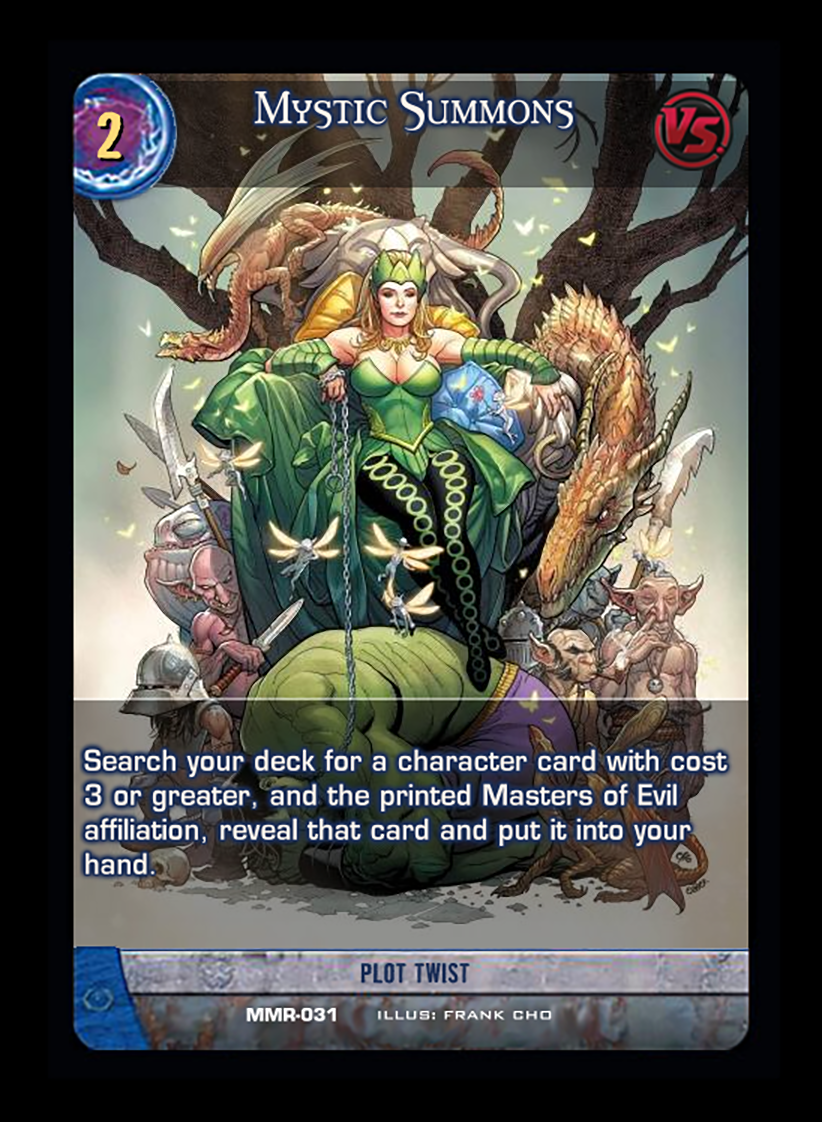 2
Mystic Summons
VS.
Search your deck for a character card with cost
3 or greater, and the printed Masters of Evil
affiliation, reveal that card and put it into your
hand.
PLOT TWIST
MMR-031 ILLUS: FRANK CHO